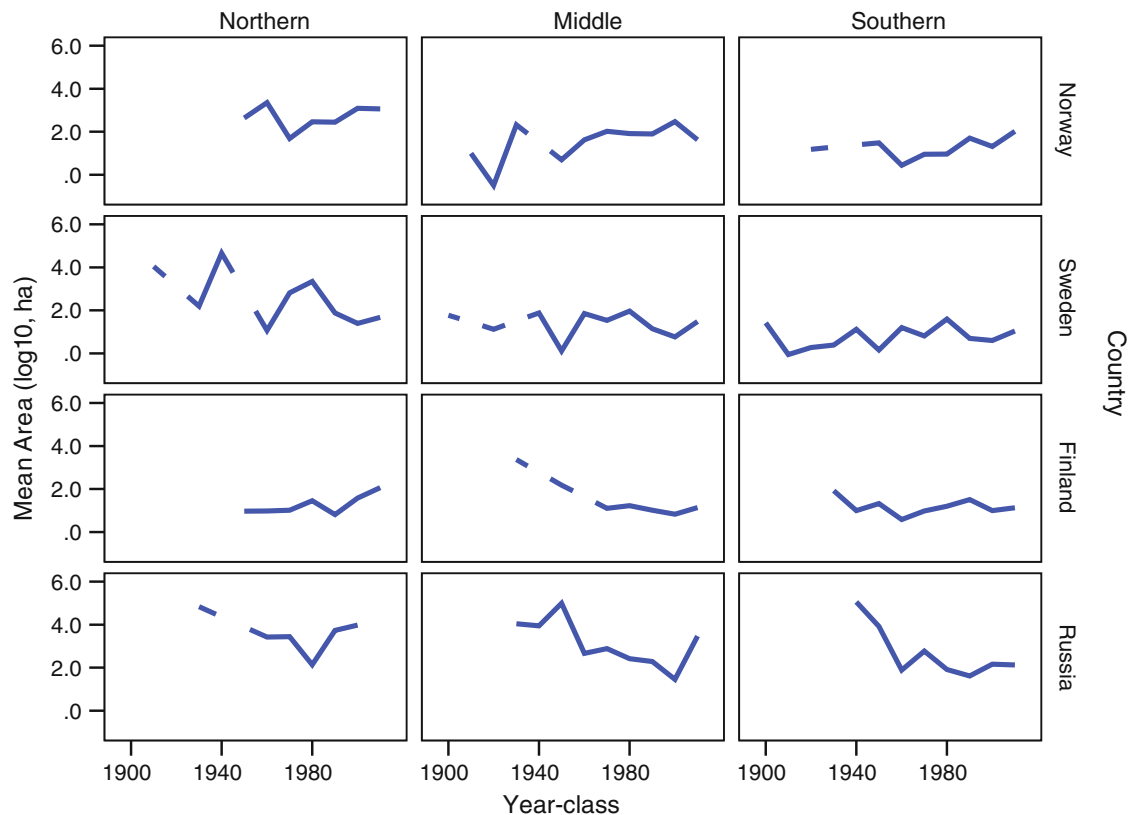 Northern Middle Southern
6.0
4.0
2.0
.0
Norway
6.0
4.0
2.0
.0
Sweden
6.0
4.0
2.0
.0
Finland
6.0
4.0
2.0
.0
Russia
Mean Area (log10, ha)
Country
1900 1940 1980 1900 1940 1980 1900 1940 1980
Year-class